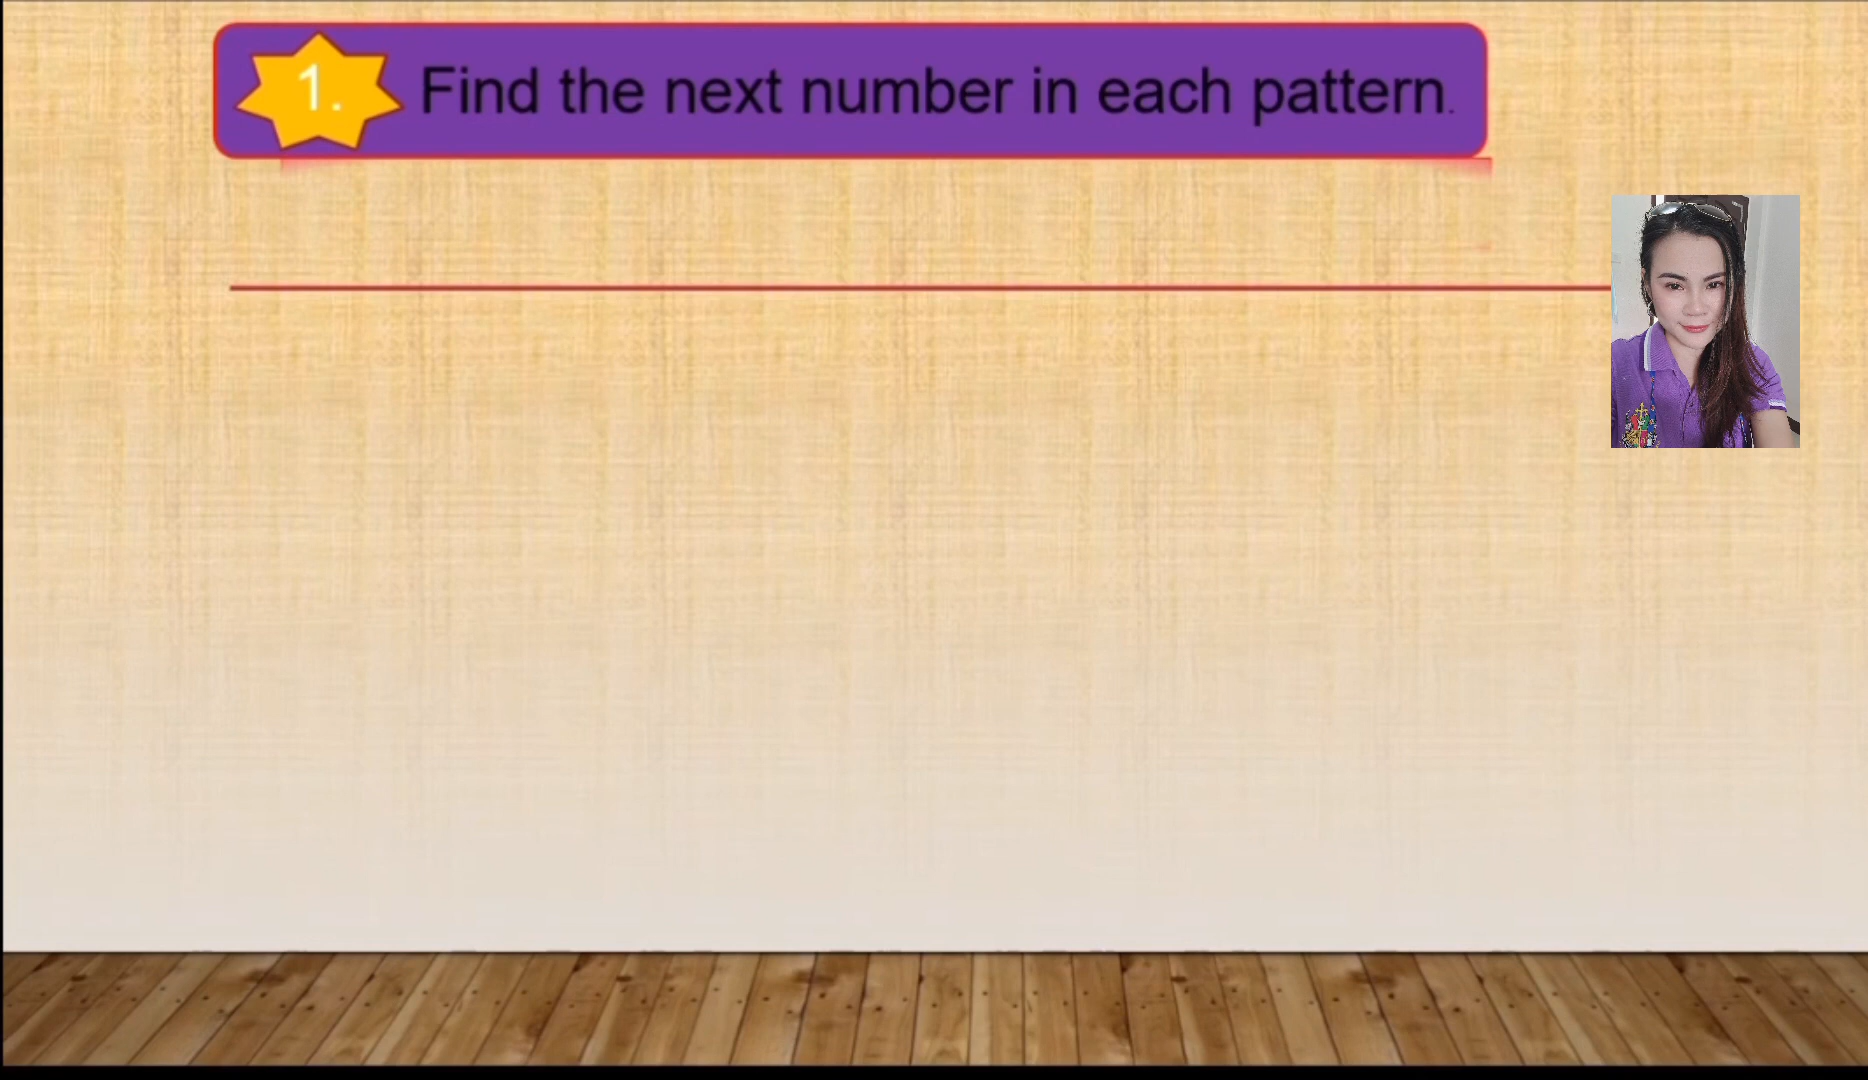 1. Find the next number in each pattern.